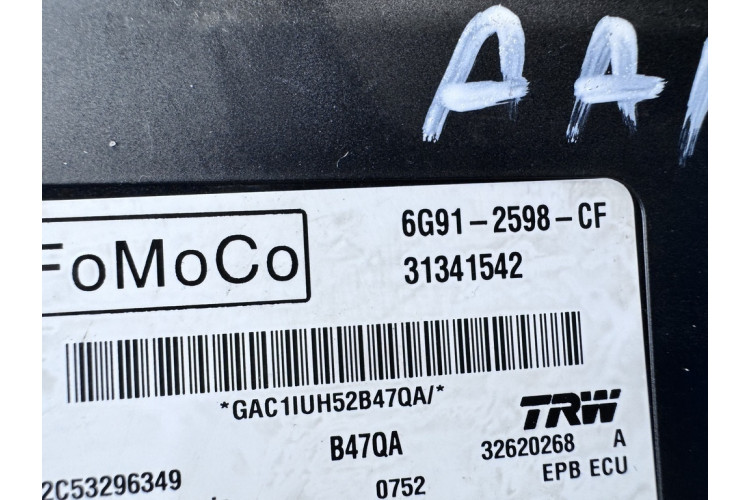 AA
6G91-2598-CF
FoMoCo
31341542
*GAC1IUH52B47QA/*
TRW
B47QA
32620268 A
2C53296349
0752
EPB ECU